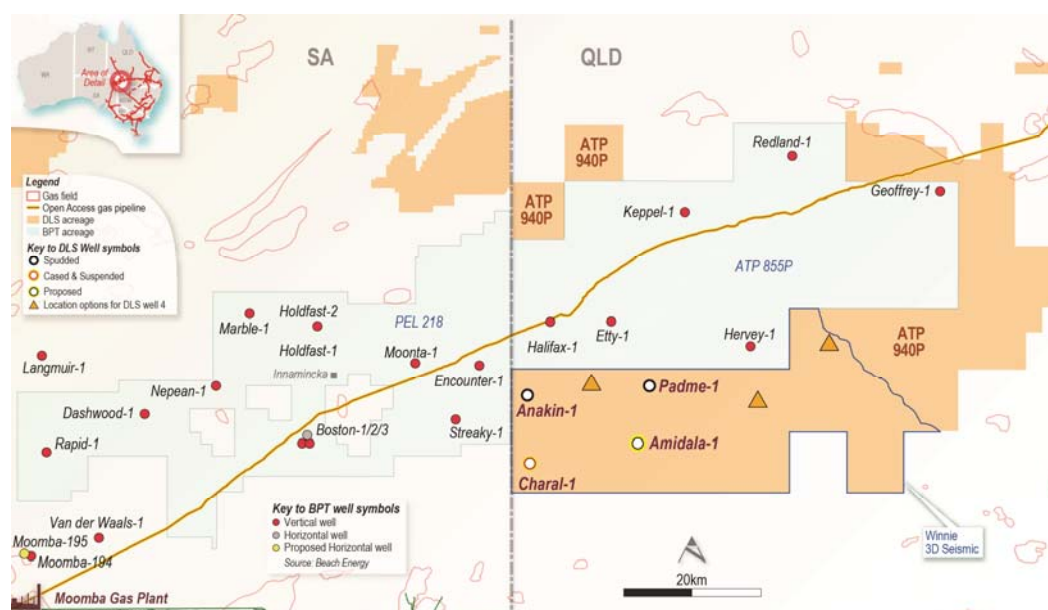 WA
NT
QLD
SA
Area of
Detail
SA
QLD
Legend
Gas field
Open Access gas pipeline
DLS acreage
BPT acreage
Key to DLS Well symbols
Spudded
Cased & Suspended
Proposed
Location options for DLS well 4
ATP
940P
ATP
940P
Redland-1
Geoffrey-1
Keppel-1
ATP 855P
PEL 218
Marble-1
Holdfast-2
Holdfast-1
Innamincka
Moonta-1
Encounter-1
Halifax-1
Etty-1
Hervey-1
ATP
940P
Langmuir-1
Nepean-1
Dashwood-1
Rapid-1
Boston-1/2/3
Streaky-1
Anakin-1
Padme-1
Amidala-1
Charal-1
Van der Waals-1
Moomba-195
Moomba-194
Moomba Gas Plant
Key to BPT well symbols
Vertical well
Horizontal well
Proposed Horizontal well
Source: Beach Energy
20km
Winnie
3D Seismic